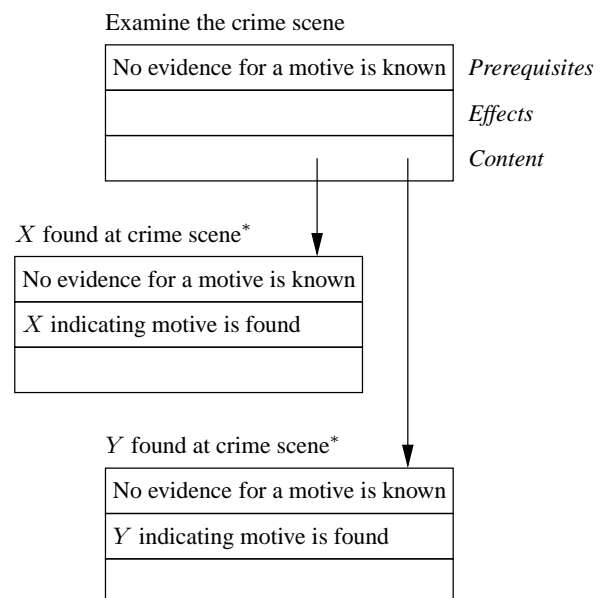 Examine the crime scene
No evidence for a motive is known Prerequisites
Effects
Content
X found at crime scene*
No evidence for a motive is known
X indicating motive is found
Y found at crime scene*
No evidence for a motive is known
Y indicating motive is found